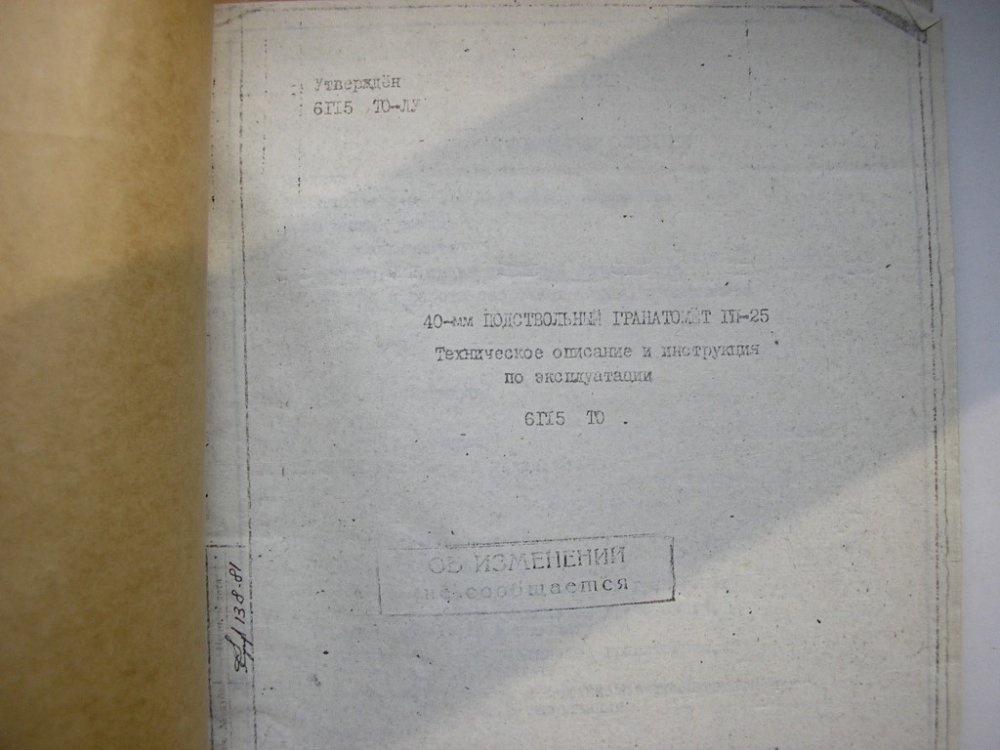 Утверждён
6Г15 ТО-ЛУ
40-мм ПОДСТВОЛЬНЫЙ ГРАНАТОМЁТ ГП-25
Техническое описание и инструкция
по эксплуатации
6Г15 ТО
ОБ ИЗМЕНЕНИИ
не сообщается
138-81